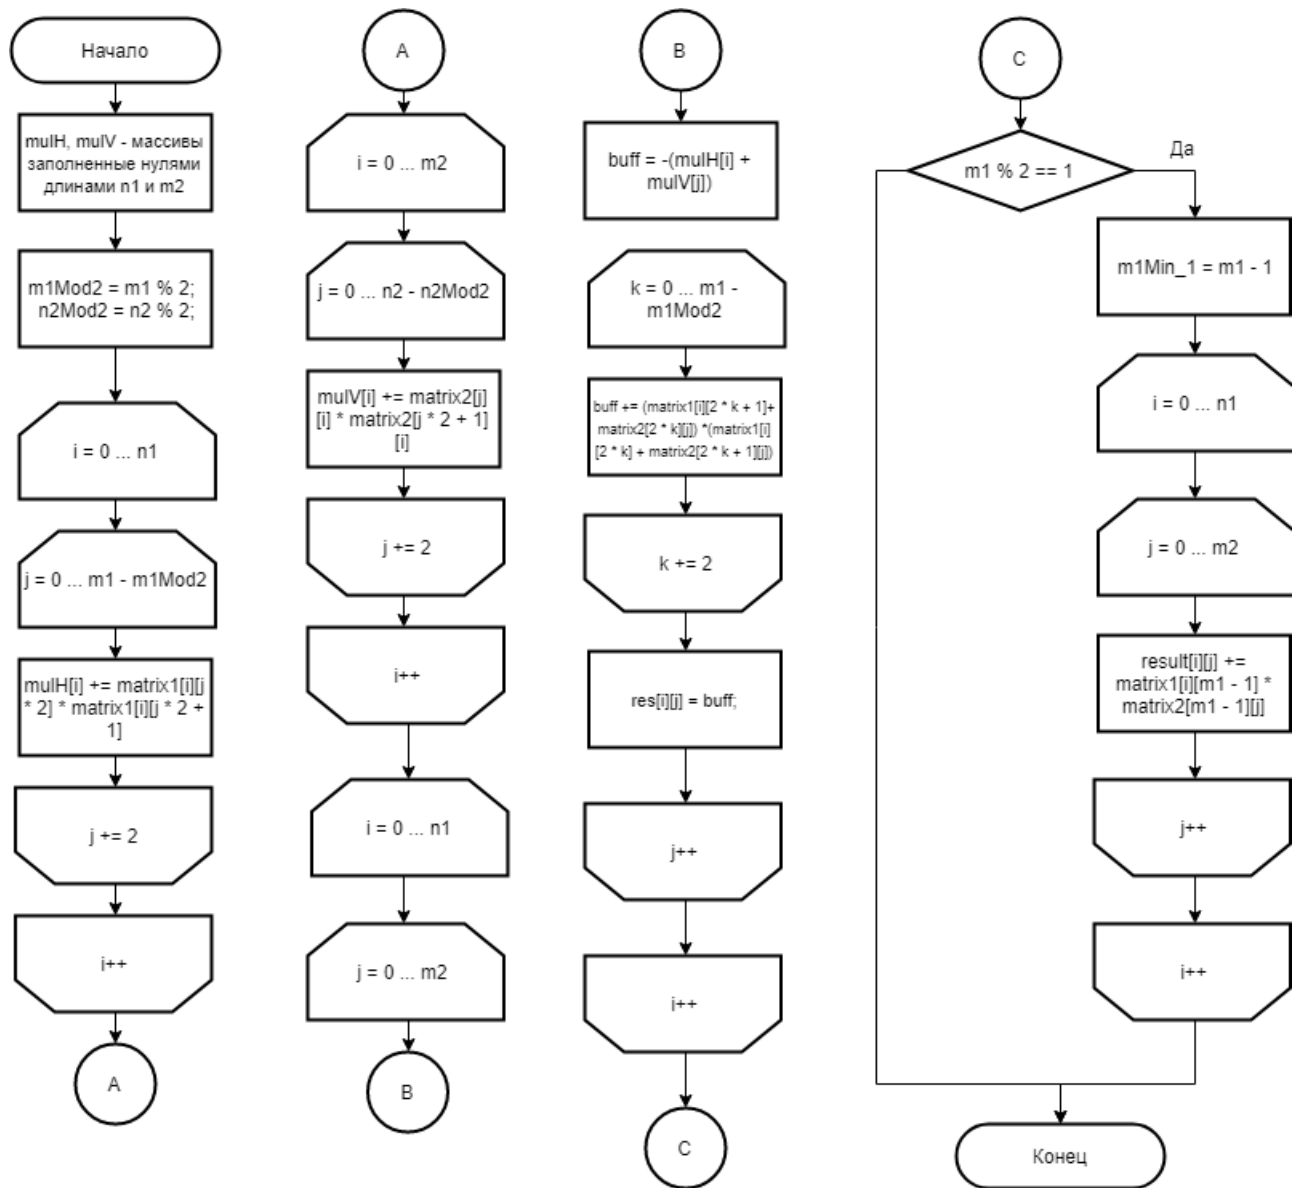 Начало
mulH, mulV - массивы
заполненные нулями
длинами n1 и m2
m1Mod2 = m1 % 2;
n2Mod2 = n2 % 2;
i = 0 ... n1
j = 0 ... m1 - m1Mod2
mulH[i] += matrix1[i][j
* 2] * matrix1[i][j * 2 +
1]
j += 2
i++
A
A
i = 0 ... m2
j = 0 ... n2 - n2Mod2
mulV[i] += matrix2[j]
[i] * matrix2[j * 2 + 1]
[i]
j += 2
i++
i = 0 ... n1
j = 0 ... m2
B
B
buff = -(mulH[i] +
mulV[j])
k = 0 ... m1 -
m1Mod2
buff += (matrix1[i][2 * k + 1]+
matrix2[2 * k][j]) *(matrix1[i]
[2 * k] + matrix2[2 * k + 1][j])
k += 2
res[i][j] = buff;
j++
i++
C
C
m1 % 2 == 1
Да
m1Min_1 = m1 - 1
i = 0 ... n1
j = 0 ... m2
result[i][j] +=
matrix1[i][m1 - 1] *
matrix2[m1 - 1][j]
j++
i++
Конец